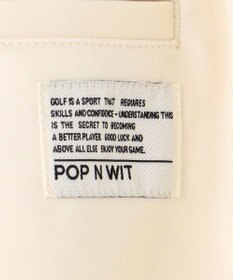 GOLF IS A SPORT THAT REQUIRES
SKILLS AND CONFIDENCE - UNDERSTANDING THIS
IS THE SECRET TO BECOMING
A BETTER PLAYER. GOOD LUCK AND
ABOVE ALL ELSE ENJOY YOUR GAME.
POP N WIT